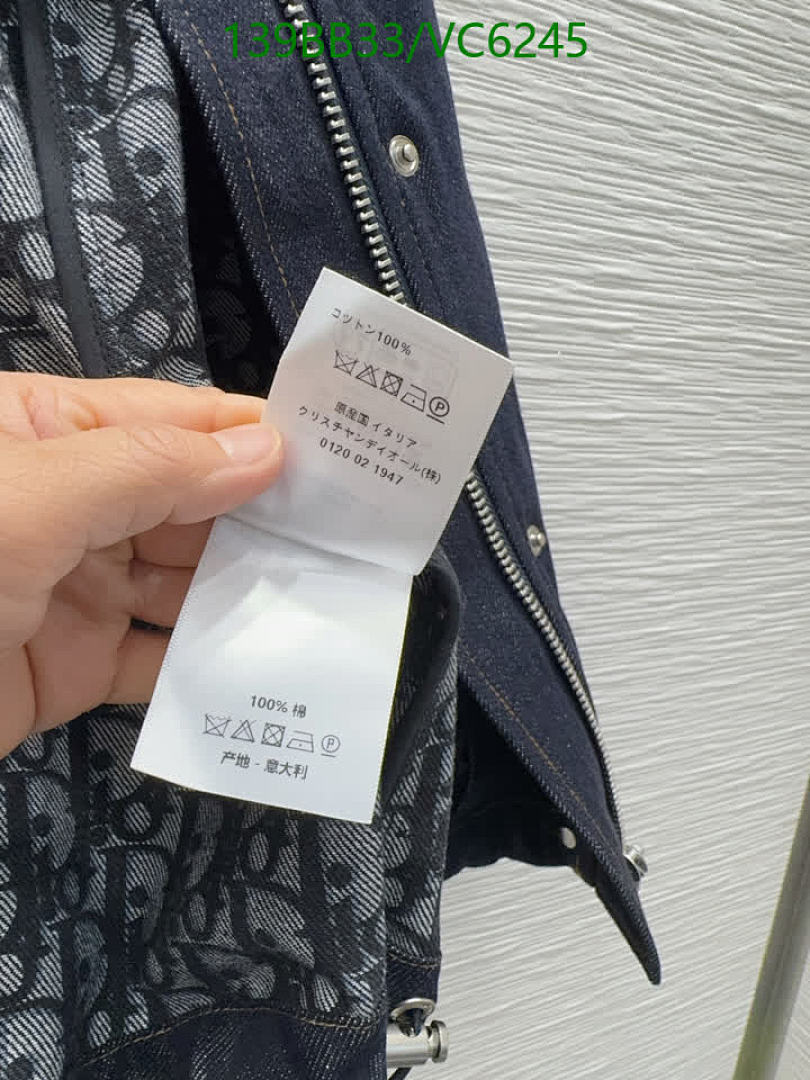 139BB33/VC6245
コットン100%
P
原産国 イタリア
クリスチャンディオール(株)
0120 02 1947
100% 棉
P
产地 - 意大利